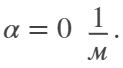 α = 0 1/м.